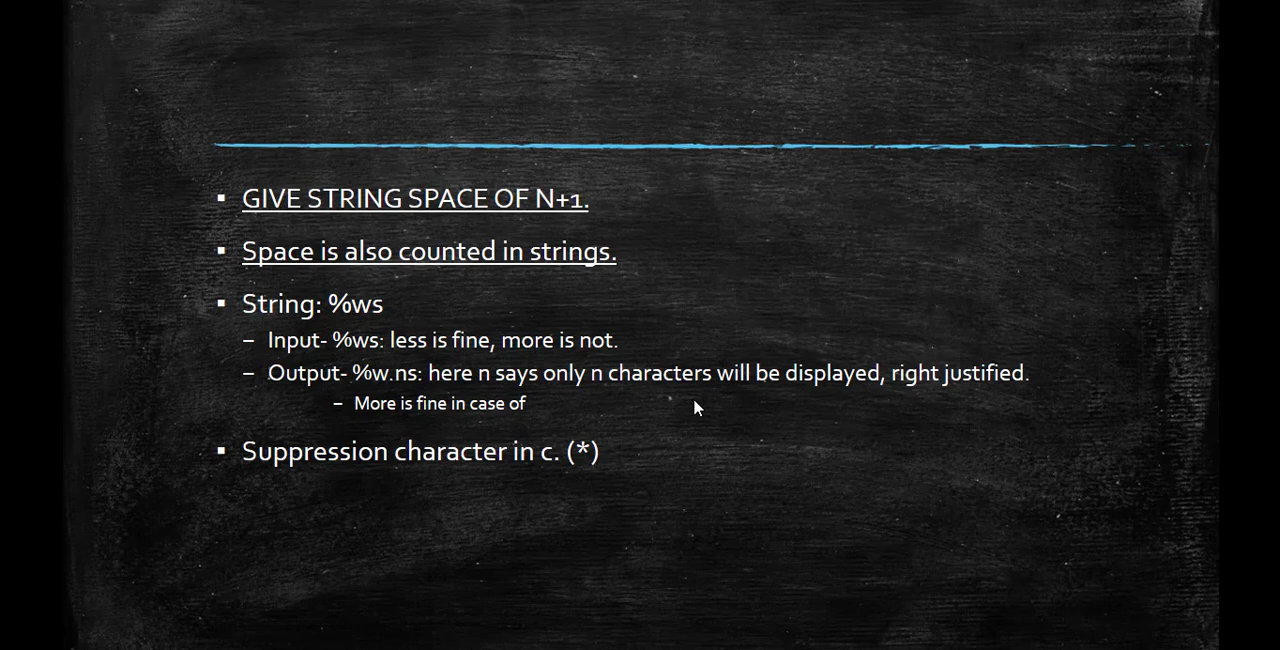 GIVE STRING SPACE OF N+1.
Space is also counted in strings.
String: %ws
– Input- %ws: less is fine, more is not.
– Output- %w.ns: here n says only n characters will be displayed, right justified.
– More is fine in case of
Suppression character in c. (*)